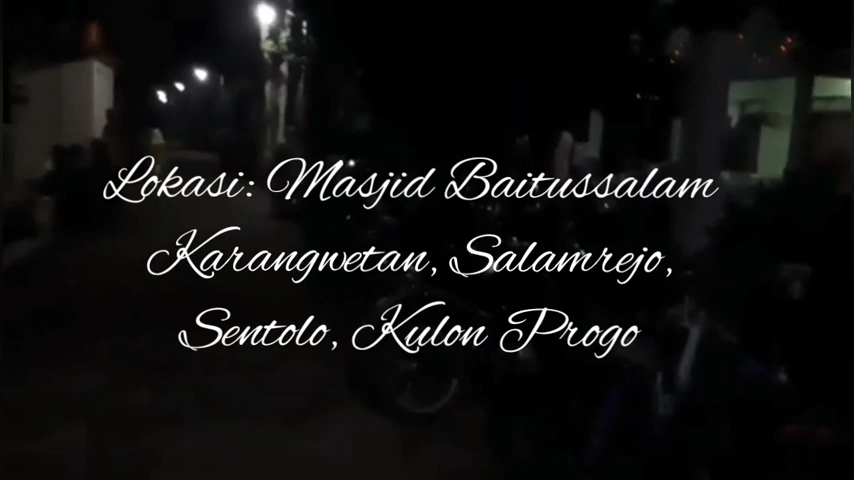 Lokasi: Masjid Baitussalam
Karangwetan, Salamrejo,
Sentolo, Kulon Progo